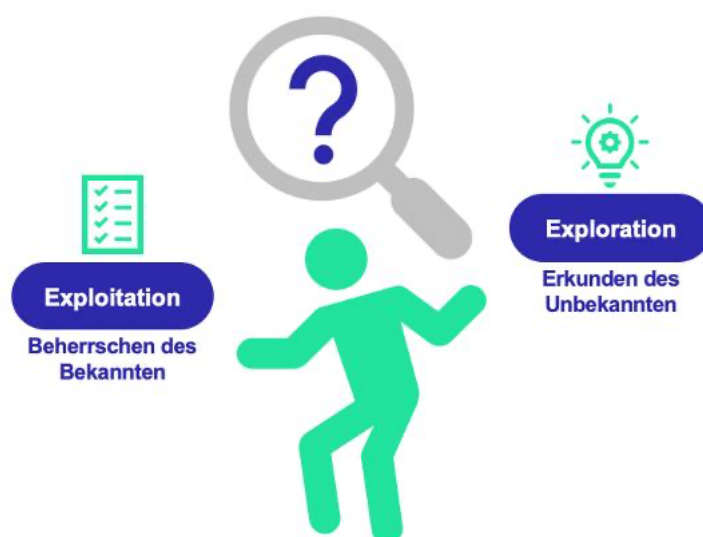 ?
Exploitation
Beherrschen des
Bekannten
Exploration
Erkunden des
Unbekannten